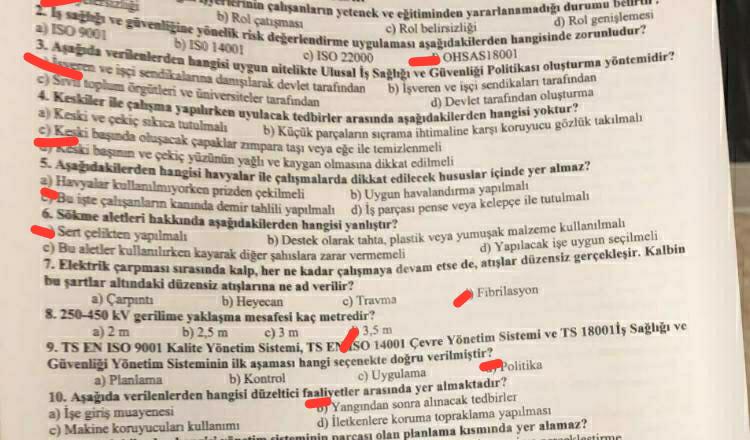 işyerlerinin çalışanların yetenek ve eğitiminden yararlanamadığı durumu belirtir
b) Rol çatışması c) Rol belirsizliği d) Rol genişlemesi
2. İş sağlığı ve güvenliğine yönelik risk değerlendirme uygulaması aşağıdakilerden hangisinde zorunludur?
a) ISO 9001 b) ISO 14001 c) ISO 22000 OHSAS18001
3. Aşağıda verilenlerden hangisi uygun nitelikte Ulusal İş Sağlığı ve Güvenliği Politikası oluşturma yöntemidir?
İşveren ve işçi sendikalarına danışılarak devlet tarafından b) İşveren ve işçi sendikaları tarafından
c) Sivil toplum örgütleri ve üniversiteler tarafından d) Devlet tarafından oluşturma
4. Keskiler ile çalışma yapılırken uyulacak tedbirler arasında aşağıdakilerden hangisi yoktur?
a) Keski ve çekiç sıkıca tutulmalı b) Küçük parçaların sıçrama ihtimaline karşı koruyucu gözlük takılmalı
c) Keski başında oluşacak çapaklar zımpara taşı veya eğe ile temizlenmeli
Keski başının ve çekiç yüzünün yağlı ve kaygan olmasına dikkat edilmeli
5. Aşağıdakilerden hangisi havyalar ile çalışmalarda dikkat edilecek hususlar içinde yer almaz?
a) Havyalar kullanılmıyorken prizden çekilmeli b) Uygun havalandırma yapılmalı
Bu işte çalışanların kanında demir tahlili yapılmalı d) İş parçası pense veya kelepçe ile tutulmalı
6. Sökme aletleri hakkında aşağıdakilerden hangisi yanlıştır?
Sert çelikten yapılmalı b) Destek olarak tahta, plastik veya yumuşak malzeme kullanılmalı
c) Bu aletler kullanılırken kayarak diğer şahıslara zarar vermemeli d) Yapılacak işe uygun seçilmeli
7. Elektrik çarpması sırasında kalp, her ne kadar çalışmaya devam etse de, atışlar düzensiz gerçekleşir. Kalbin
bu şartlar altındaki düzensiz atışlarına ne ad verilir?
a) Çarpıntı b) Heyecan c) Travma Fibrilasyon
8. 250-450 kV gerilime yaklaşma mesafesi kaç metredir?
a) 2 m b) 2,5 m c) 3 m 3,5 m
9. TS EN ISO 9001 Kalite Yönetim Sistemi, TS EN ISO 14001 Çevre Yönetim Sistemi ve TS 18001İş Sağlığı ve
Güvenliği Yönetim Sisteminin ilk aşaması hangi seçenekte doğru verilmiştir?
a) Planlama b) Kontrol c) Uygulama Politika
10. Aşağıda verilenlerden hangisi düzeltici faaliyetler arasında yer almaktadır?
a) İşe giriş muayenesi b) Yangından sonra alınacak tedbirler
c) Makine koruyucuları kullanımı d) İletkenlere koruma topraklama yapılması
sisteminin parçası olan planlama kısmında yer alamaz?